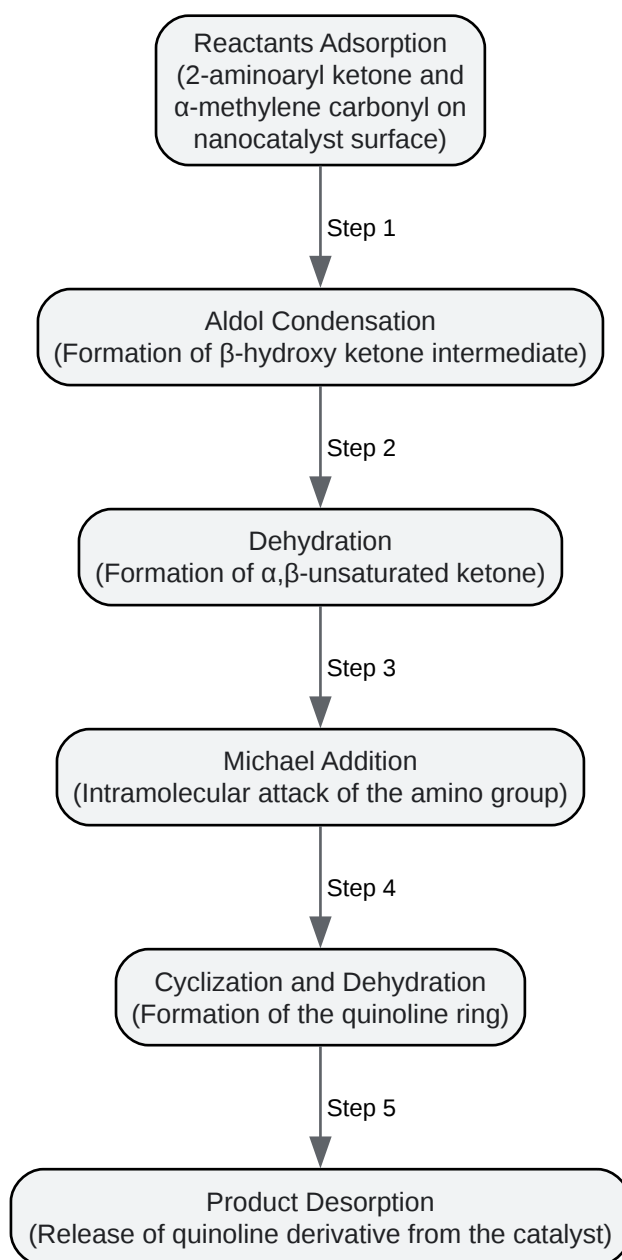 Reactants Adsorption
(2-aminoaryl ketone and
α-methylene carbonyl on
nanocatalyst surface)
Step 1
Aldol Condensation
(Formation of β-hydroxy ketone intermediate)
Step 2
Dehydration
(Formation of α,β-unsaturated ketone)
Step 3
Michael Addition
(Intramolecular attack of the amino group)
Step 4
Cyclization and Dehydration
(Formation of the quinoline ring)
Step 5
Product Desorption
(Release of quinoline derivative from the catalyst)